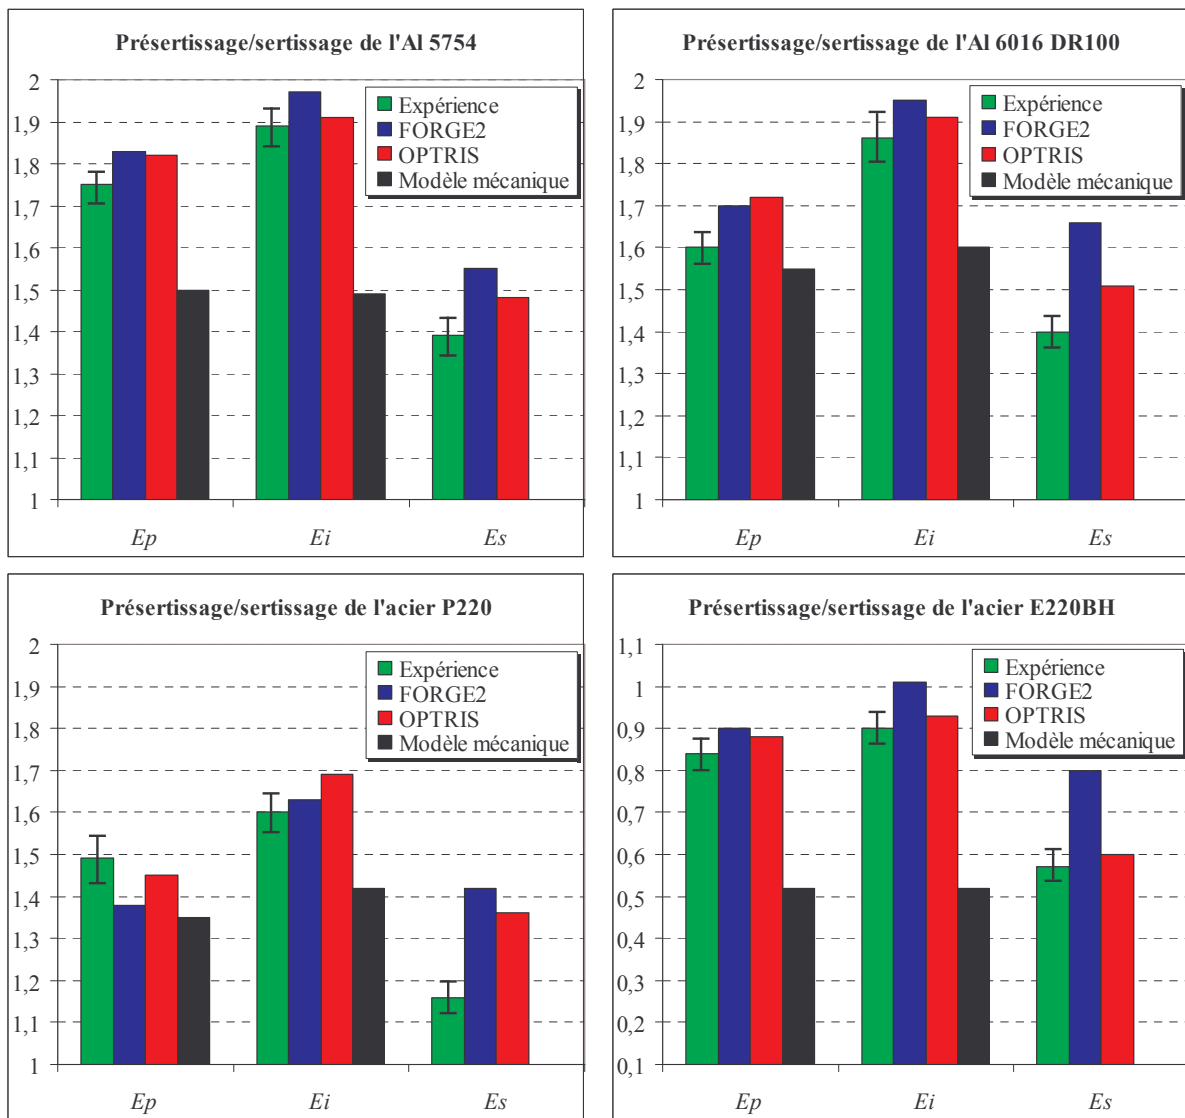 Présertissage/sertissage de l'Al 5754
2
1,9
1,8
1,7
1,6
1,5
1,4
1,3
1,2
1,1
1
Expérience
FORGE2
OPTRIS
Modèle mécanique
Ep Ei Es
Présertissage/sertissage de l'Al 6016 DR100
2
1,9
1,8
1,7
1,6
1,5
1,4
1,3
1,2
1,1
1
Expérience
FORGE2
OPTRIS
Modèle mécanique
Ep Ei Es
Présertissage/sertissage de l'acier P220
2
1,9
1,8
1,7
1,6
1,5
1,4
1,3
1,2
1,1
1
Expérience
FORGE2
OPTRIS
Modèle mécanique
Ep Ei Es
Présertissage/sertissage de l'acier E220BH
1,1
1
0,9
0,8
0,7
0,6
0,5
0,4
0,3
0,2
0,1
Expérience
FORGE2
OPTRIS
Modèle mécanique
Ep Ei Es